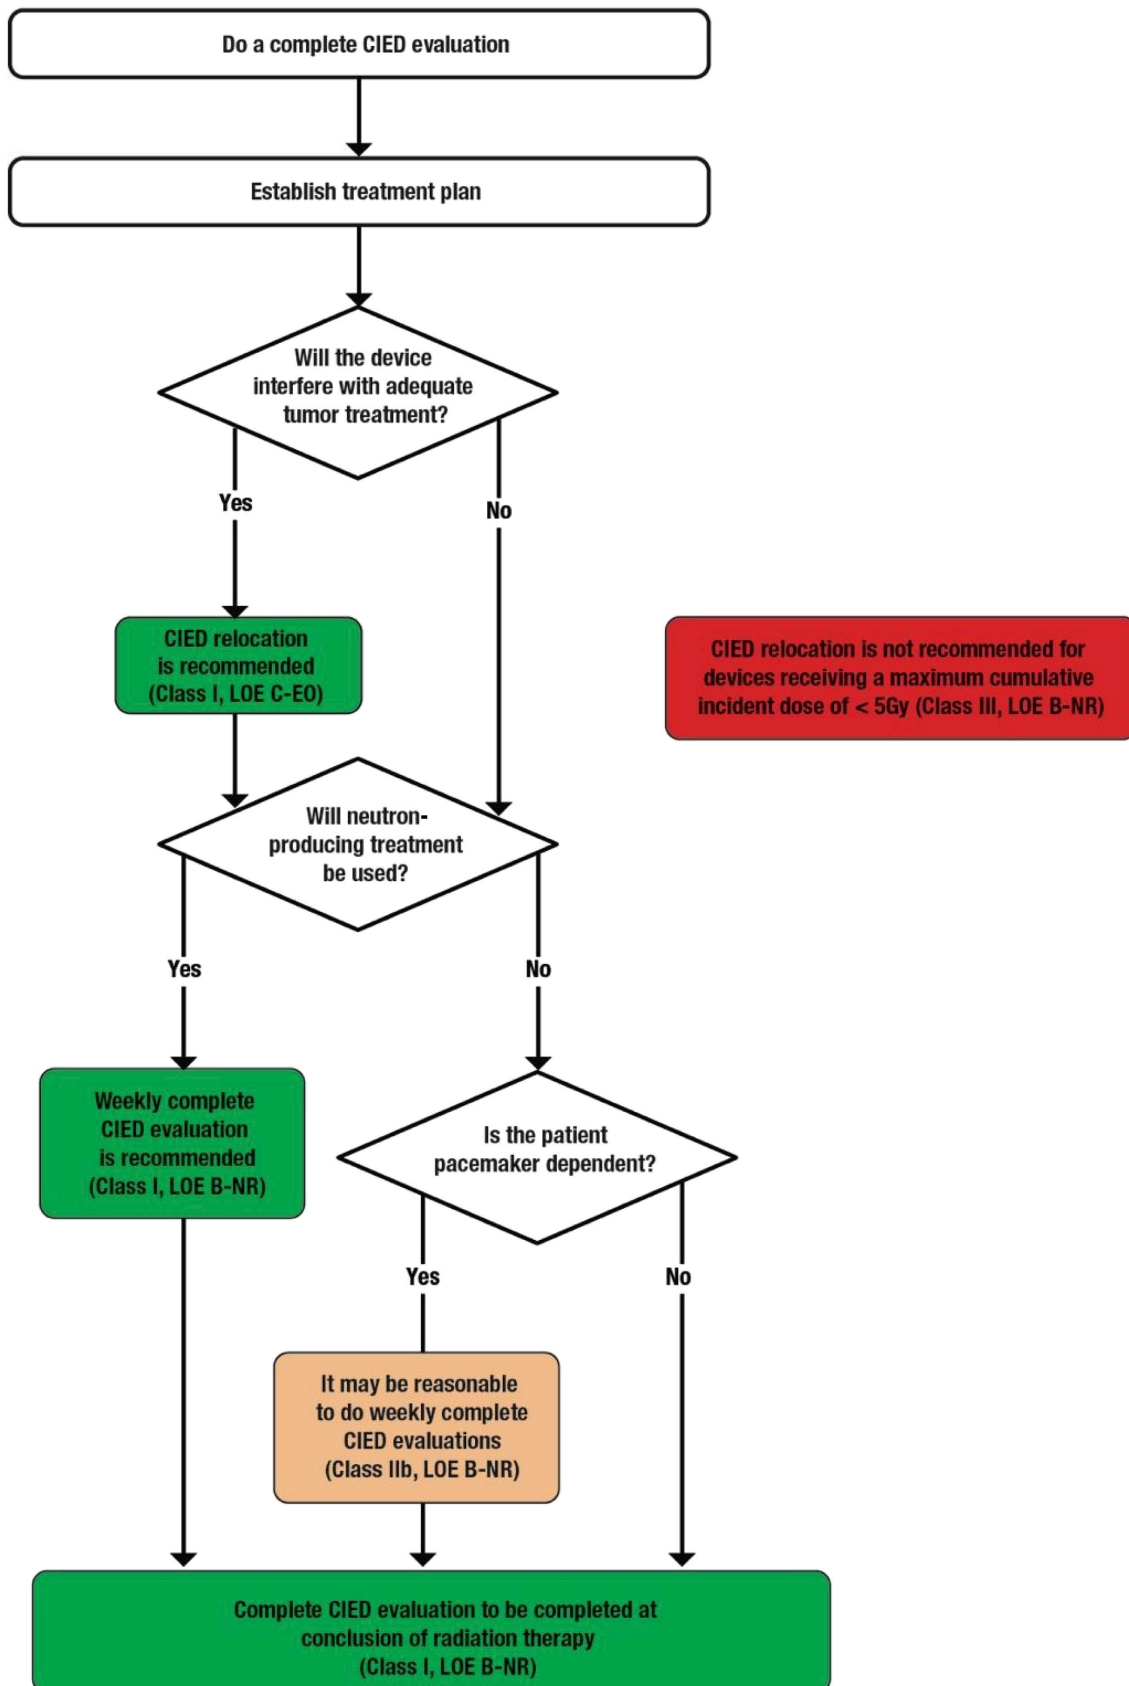 Do a complete CIED evaluation
Establish treatment plan
Will the device
interfere with adequate
tumor treatment?
Yes
No
CIED relocation
is recommended
(Class I, LOE C-EO)
CIED relocation is not recommended for
devices receiving a maximum cumulative
incident dose of < 5Gy (Class III, LOE B-NR)
Will neutron-
producing treatment
be used?
Yes
No
Weekly complete
CIED evaluation
is recommended
(Class I, LOE B-NR)
Is the patient
pacemaker dependent?
Yes
No
It may be reasonable
to do weekly complete
CIED evaluations
(Class IIb, LOE B-NR)
Complete CIED evaluation to be completed at
conclusion of radiation therapy
(Class I, LOE B-NR)